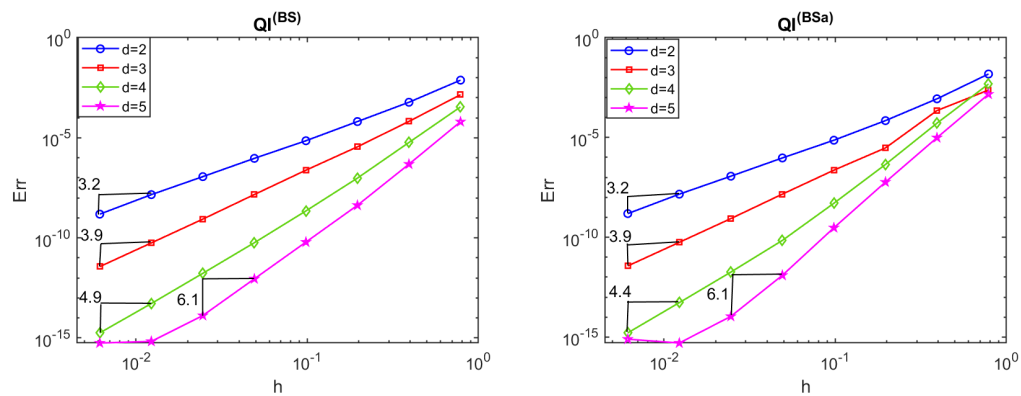 QI^(BS)
10^0
10^-5
10^-10
10^-15
Err
d=2
d=3
d=4
d=5
3.2
3.9
4.9
6.1
10^-2
10^-1
10^0
h
QI^(BSa)
10^0
10^-5
10^-10
10^-15
Err
d=2
d=3
d=4
d=5
3.2
3.9
4.4
6.1
10^-2
10^-1
10^0
h